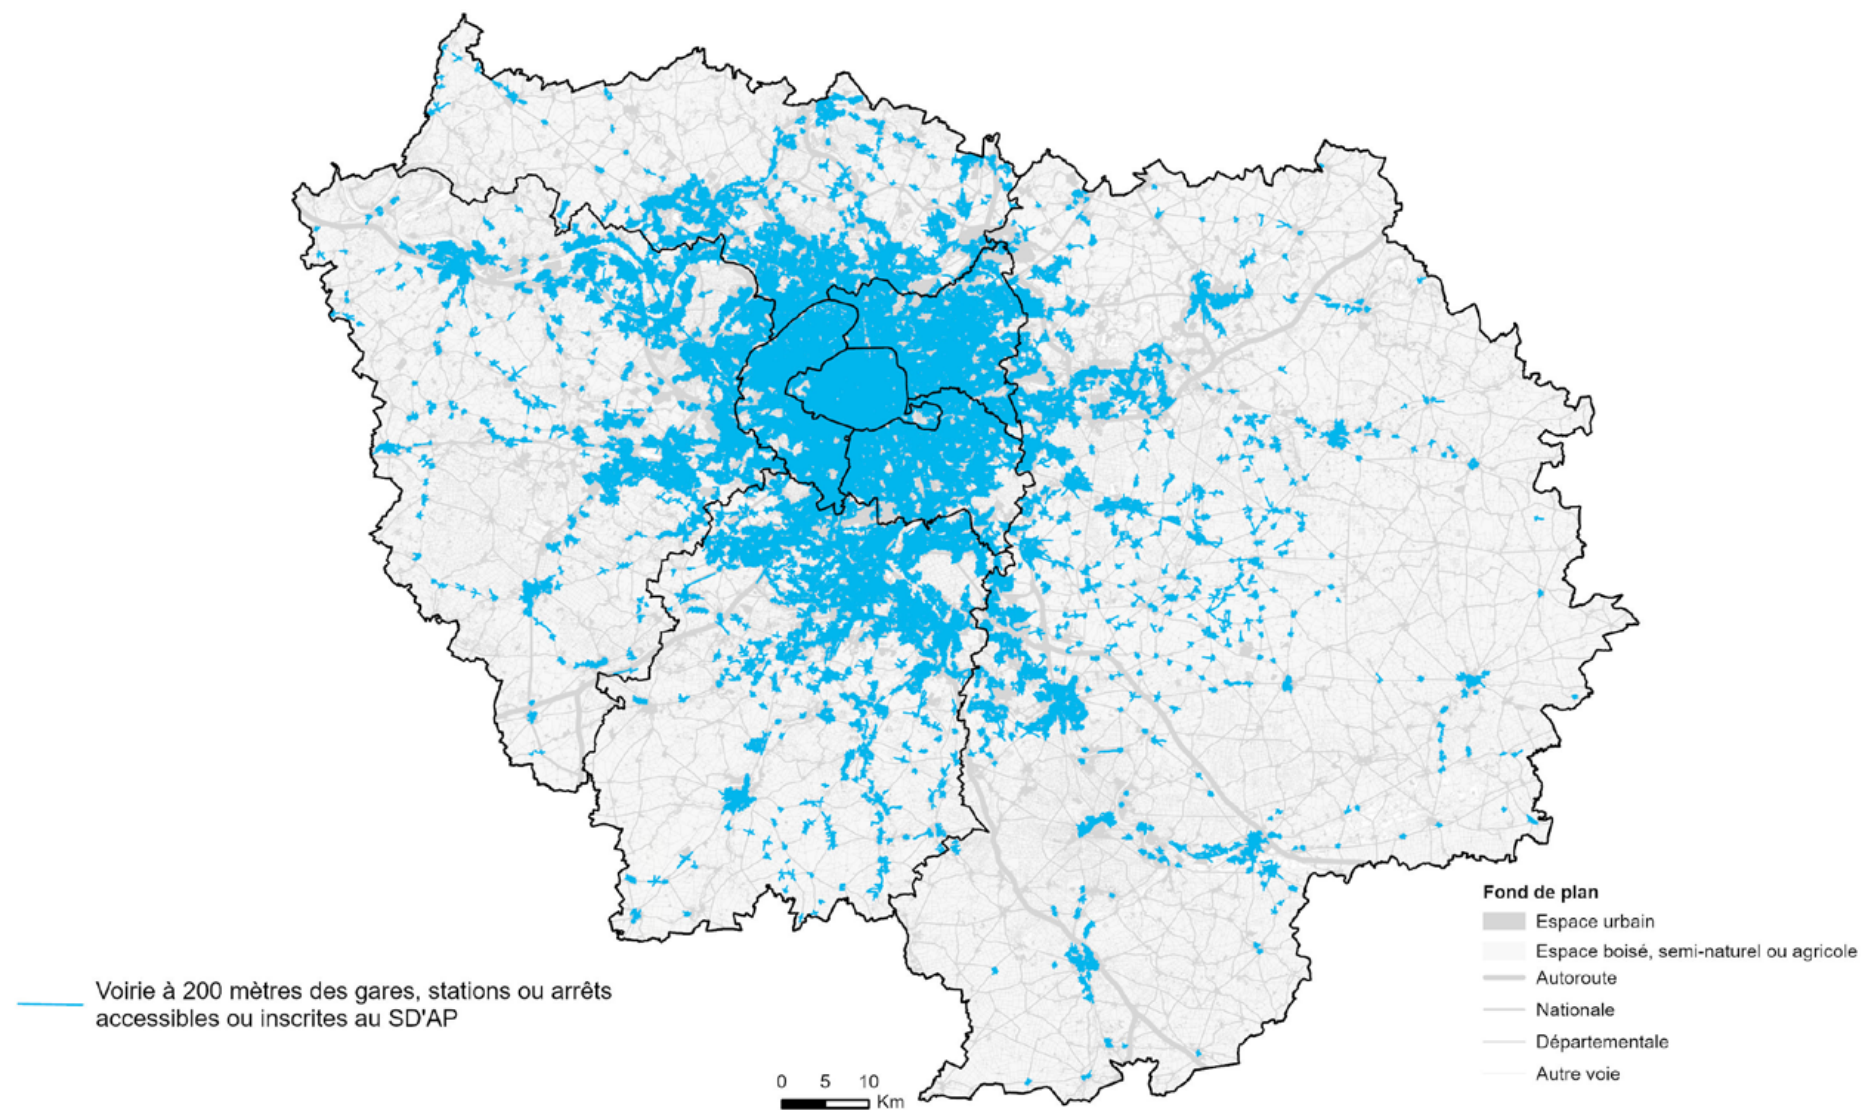 Fond de plan
Espace urbain
Espace boisé, semi-naturel ou agricole
Autoroute
Nationale
Départementale
Autre voie
Voirie à 200 mètres des gares, stations ou arrêts
accessibles ou inscrites au SD'AP
0 5 10
Km